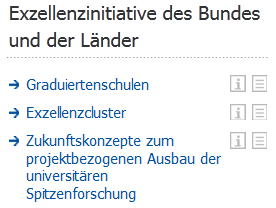 Exzellenzinitiative des Bundes
und der Länder
Graduiertenschulen
Exzellenzcluster
Zukunftskonzepte zum
projektbezogenen Ausbau der
universitären
Spitzenforschung